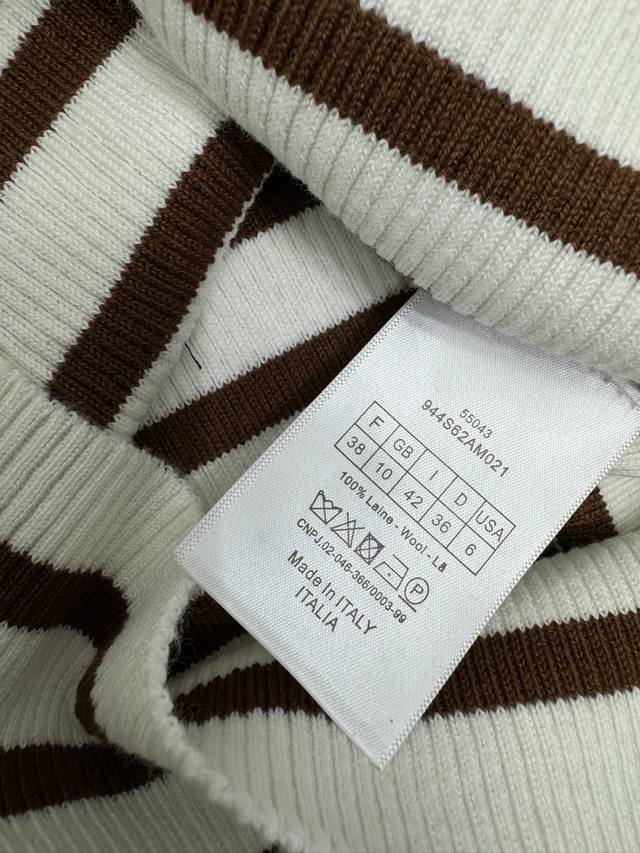 55043
944S62AM021
F GB I D USA
38 10 42 36 6
100% Laine - Wool - Lã
CNPJ.02-046-366/0003-99
P
Made in ITALY
ITALIA